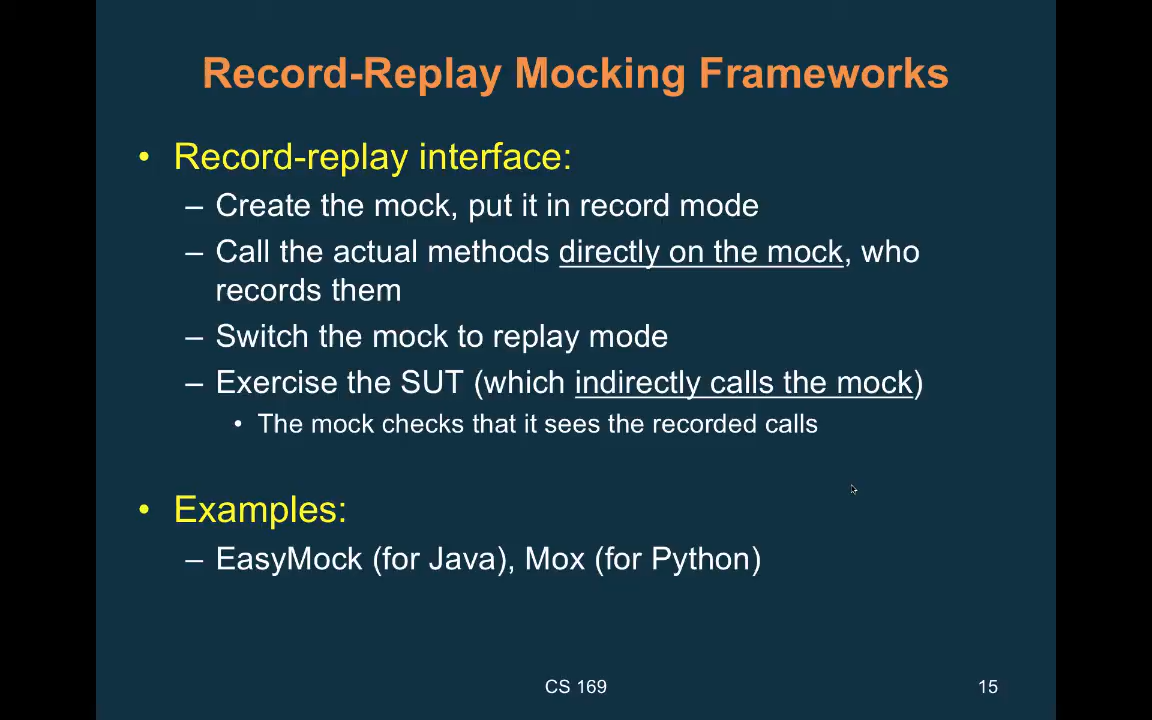 Record-Replay Mocking Frameworks
• Record-replay interface:
– Create the mock, put it in record mode
– Call the actual methods directly on the mock, who
records them
– Switch the mock to replay mode
– Exercise the SUT (which indirectly calls the mock)
• The mock checks that it sees the recorded calls
• Examples:
– EasyMock (for Java), Mox (for Python)
CS 169
15